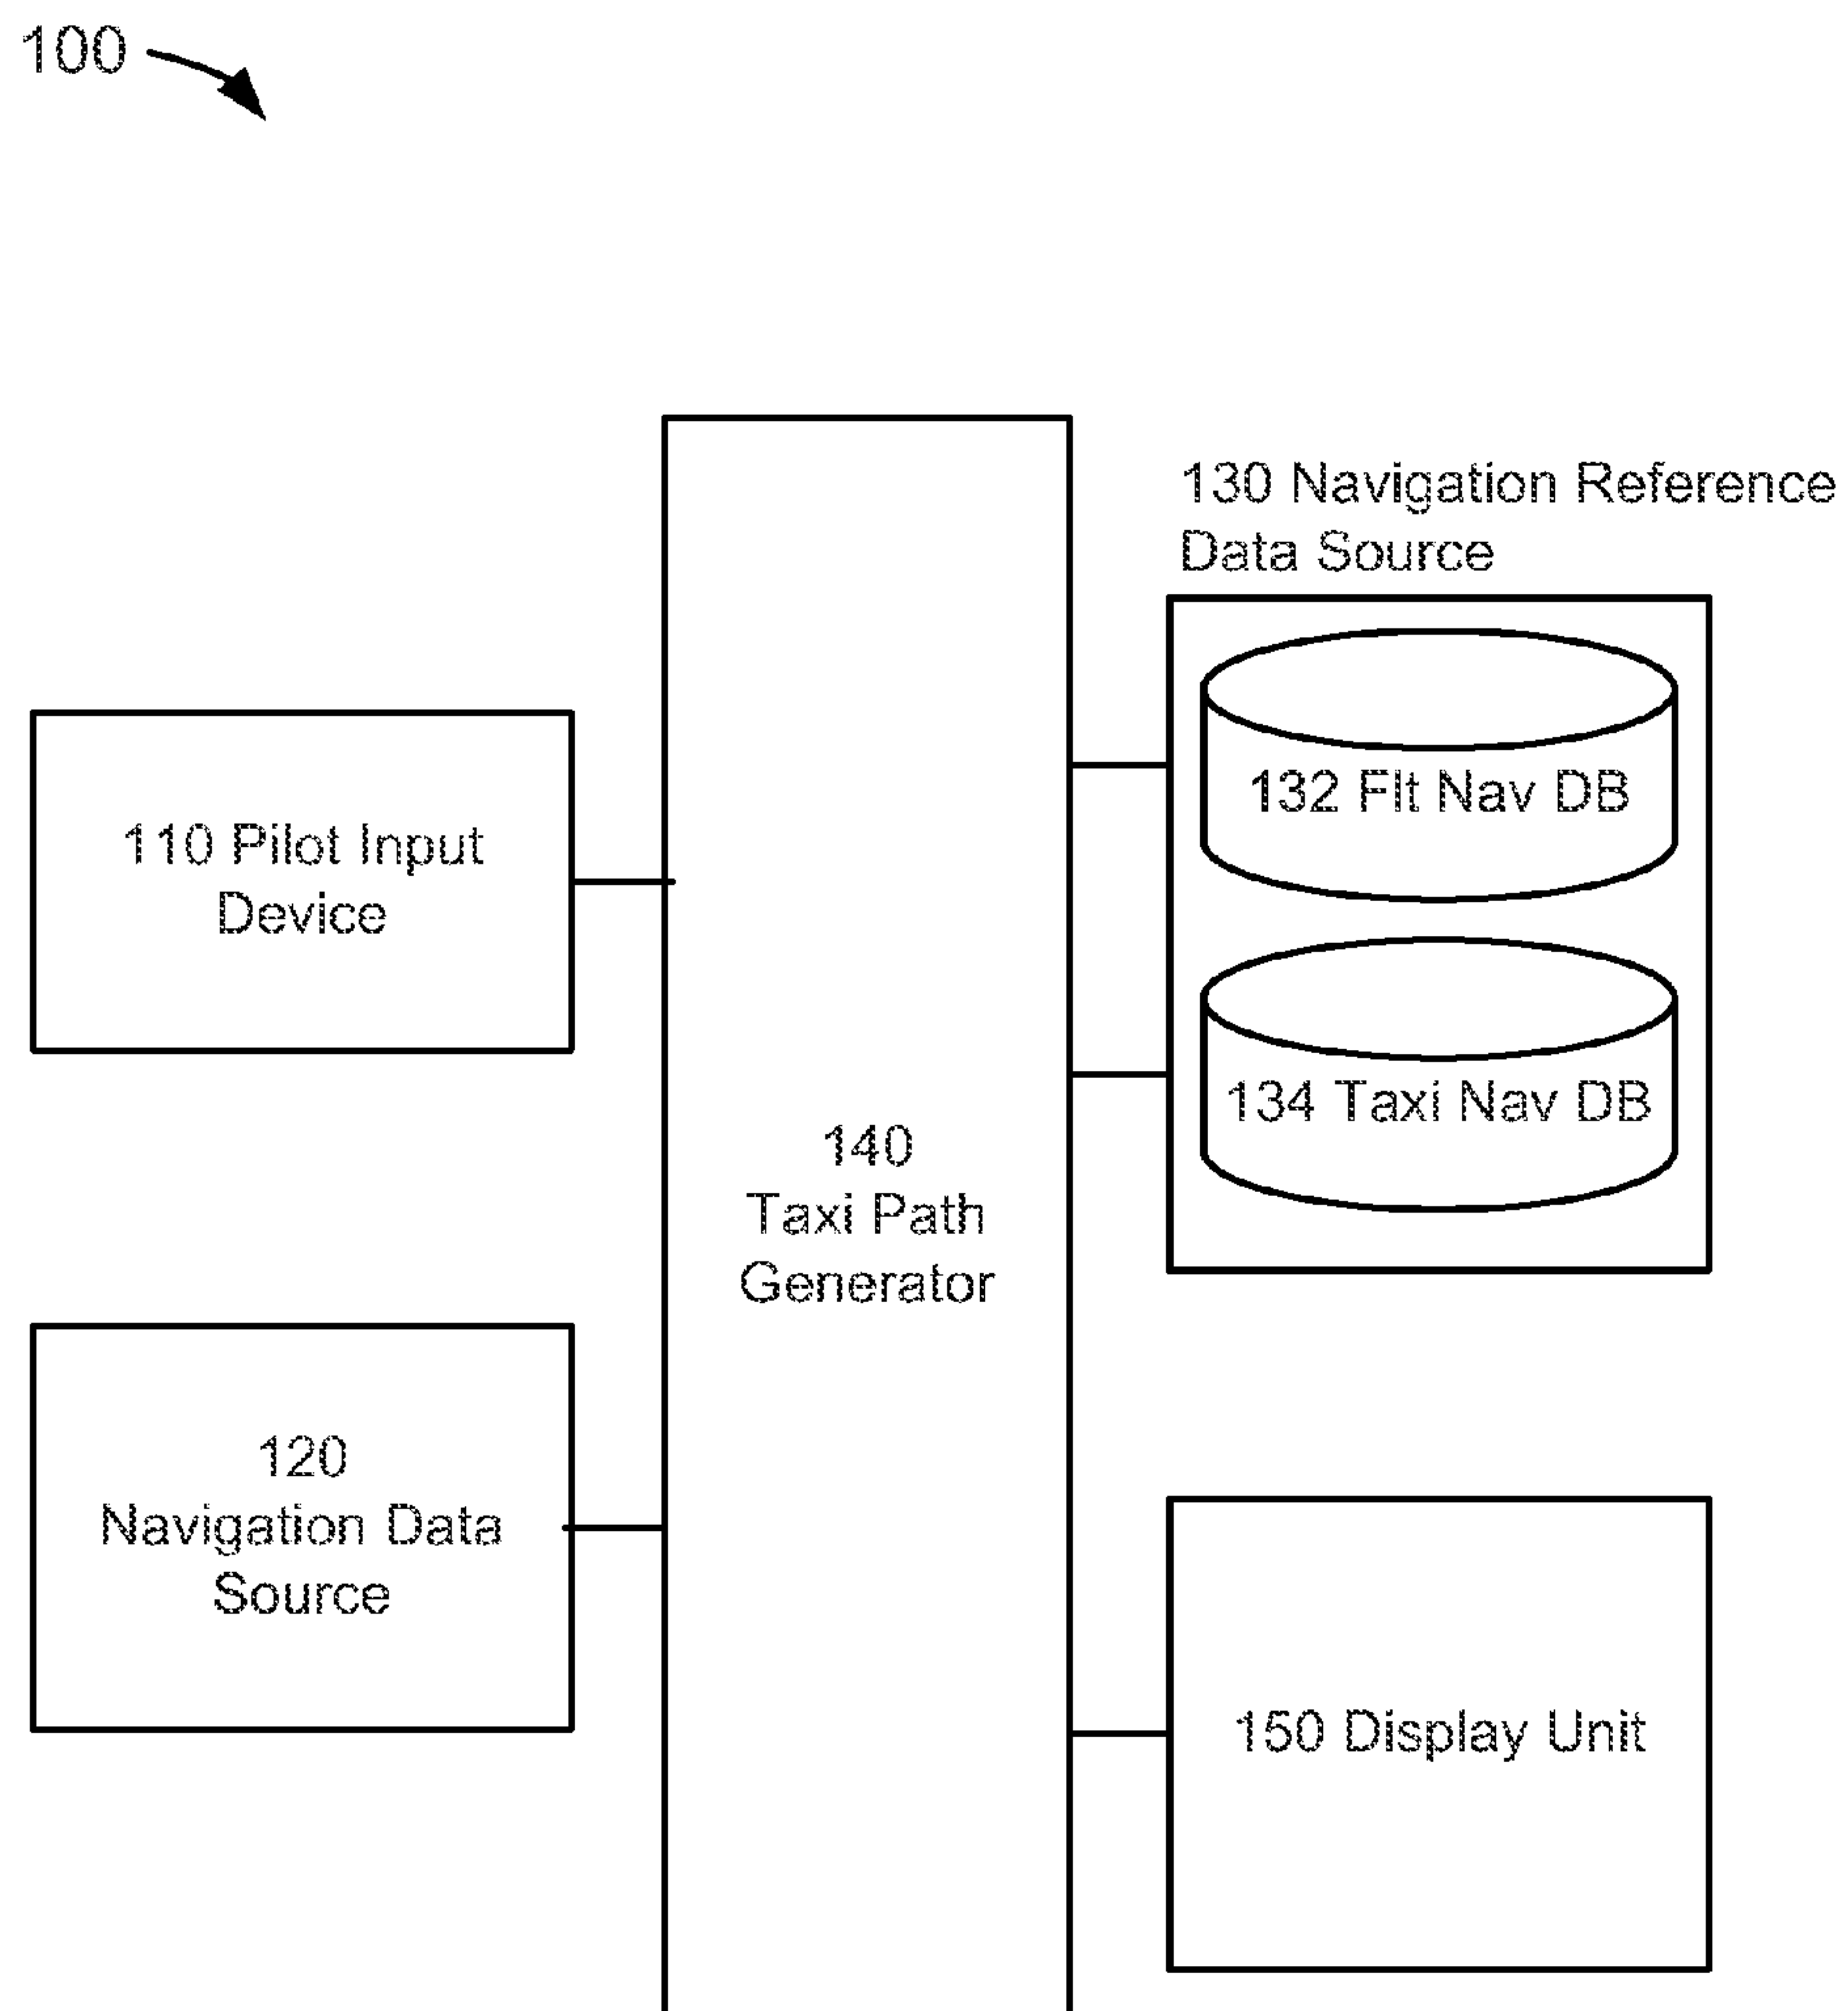 100
130 Navigation Reference
Data Source
132 Flt Nav DB
110 Pilot Input
Device
134 Taxi Nav DB
140
Taxi Path
Generator
120
Navigation Data
Source
150 Display Unit